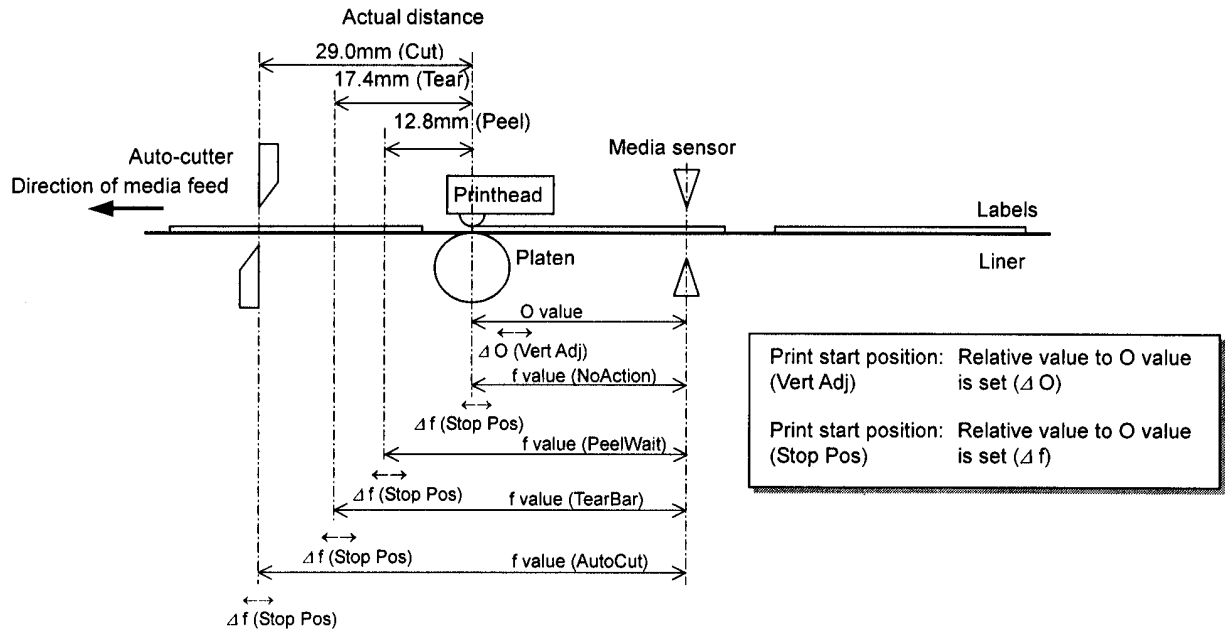 Actual distance
29.0mm (Cut)
17.4mm (Tear)
12.8mm (Peel)
Auto-cutter
Media sensor
Direction of media feed
Printhead
Labels
Platen
Liner
O value
Δ O (Vert Adj)
f value (NoAction)
Δ f (Stop Pos)
f value (PeelWait)
Δ f (Stop Pos)
f value (TearBar)
Δ f (Stop Pos)
f value (AutoCut)
Δ f (Stop Pos)
Print start position: Relative value to O value
(Vert Adj) is set (Δ O)
Print start position: Relative value to O value
(Stop Pos) is set (Δ f)